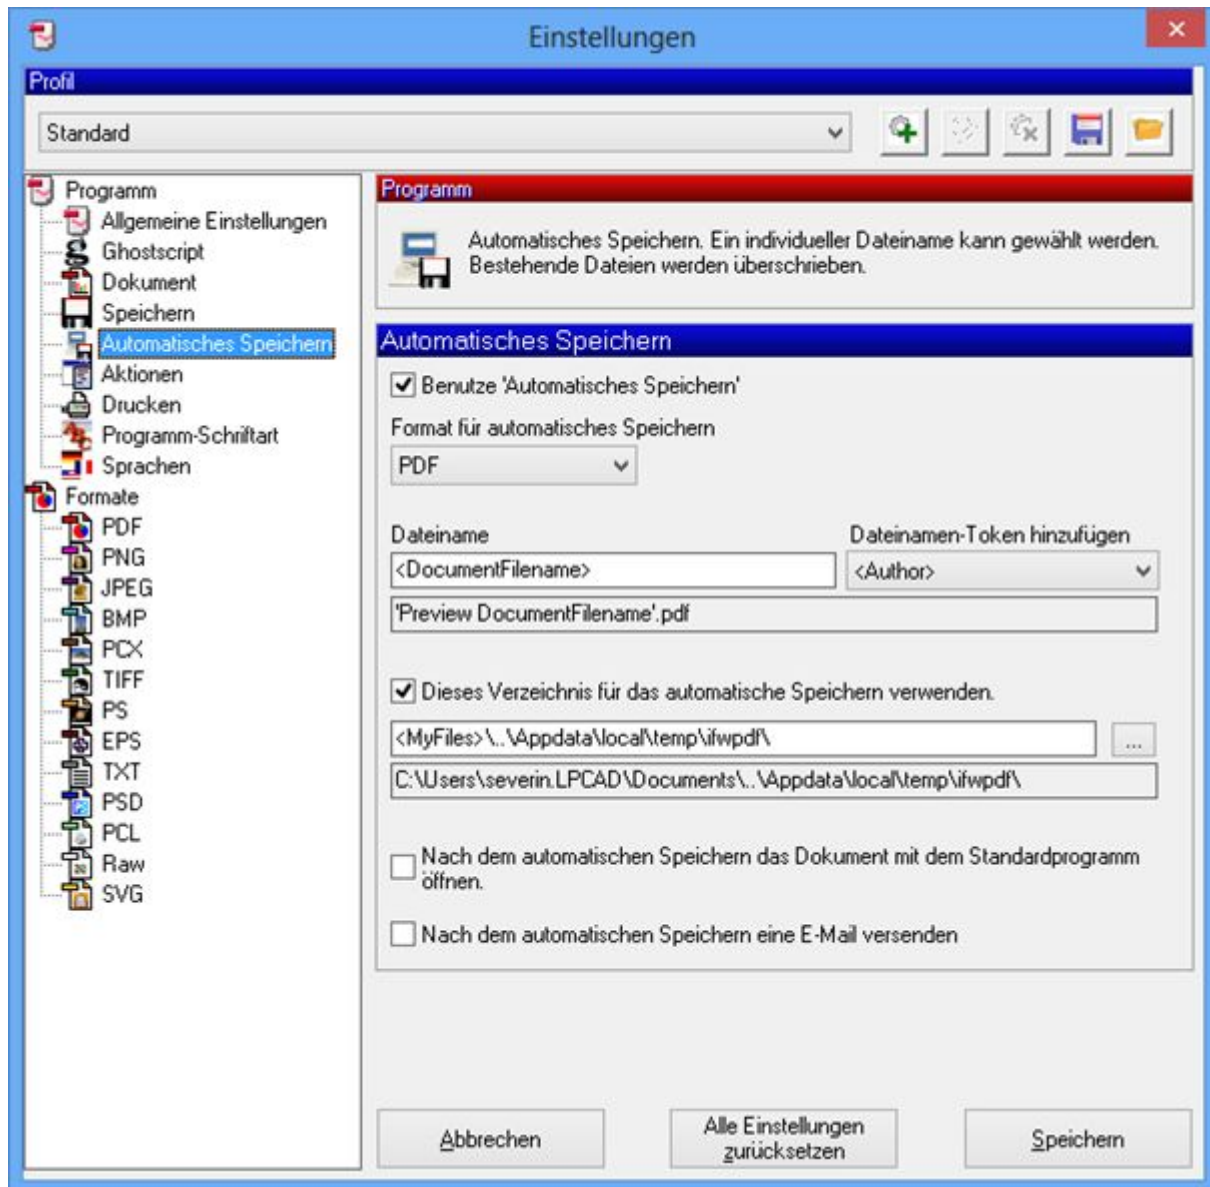 Einstellungen
Profil
Standard
Programm
Allgemeine Einstellungen
Ghostscript
Dokument
Speichern
Automatisches Speichern
Aktionen
Drucken
Programm-Schriftart
Sprachen
Formate
PDF
PNG
JPEG
BMP
PCX
TIFF
PS
EPS
TXT
PSD
PCL
Raw
SVG
Programm
Automatisches Speichern. Ein individueller Dateiname kann gewählt werden.
Bestehende Dateien werden überschrieben.
Automatisches Speichern
Benutze 'Automatisches Speichern'
Format für automatisches Speichern
PDF
Dateiname
Dateinamen-Token hinzufügen
<DocumentFilename>
<Author>
'Preview DocumentFilename'.pdf
Dieses Verzeichnis für das automatische Speichern verwenden.
<MyFiles>\..\Appdata\local\temp\ifwpdf\
...
C:\Users\severin.LPCAD\Documents\..\Appdata\local\temp\ifwpdf\
Nach dem automatischen Speichern das Dokument mit dem Standardprogramm
öffnen.
Nach dem automatischen Speichern eine E-Mail versenden
Abbrechen
Alle Einstellungen
zurücksetzen
Speichern